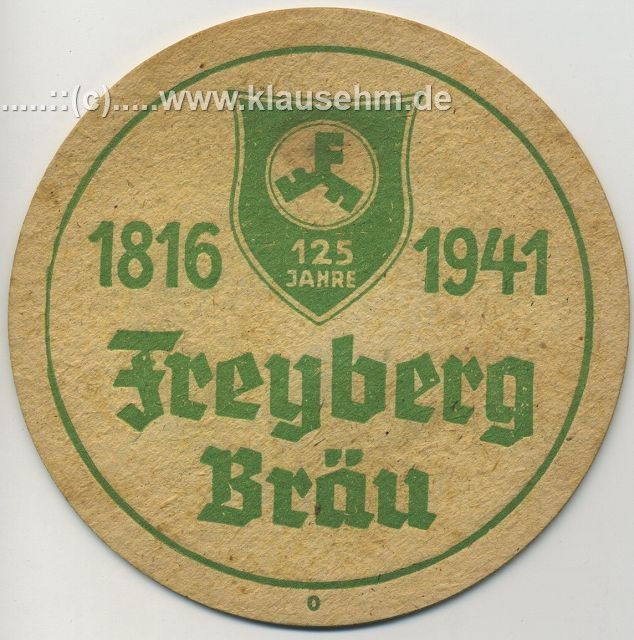 ......::(c).....www.klausehm.de
F F F
1816 125 1941
JAHRE
Freyberg
Bräu
0